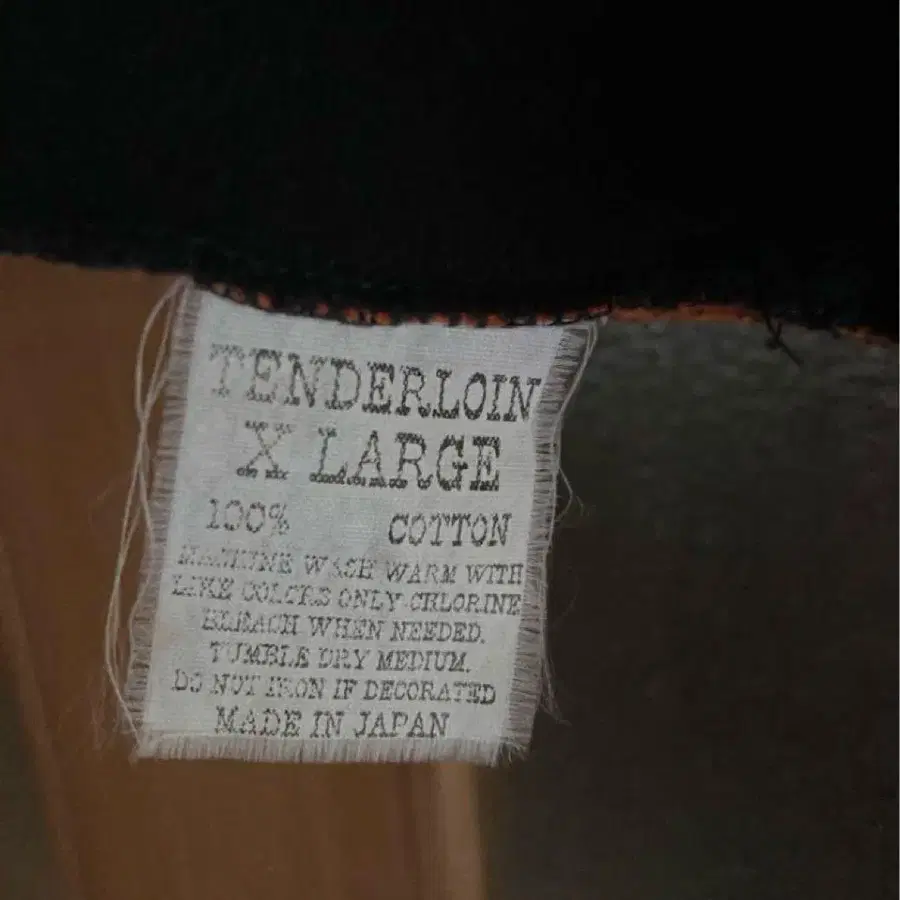 TENDERLOIN
X LARGE
100% COTTON
MACHINE WASH WARM WITH
LIKE COLORS ONLY CHLORINE
BLEACH WHEN NEEDED.
TUMBLE DRY MEDIUM.
DO NOT IRON IF DECORATED
MADE IN JAPAN